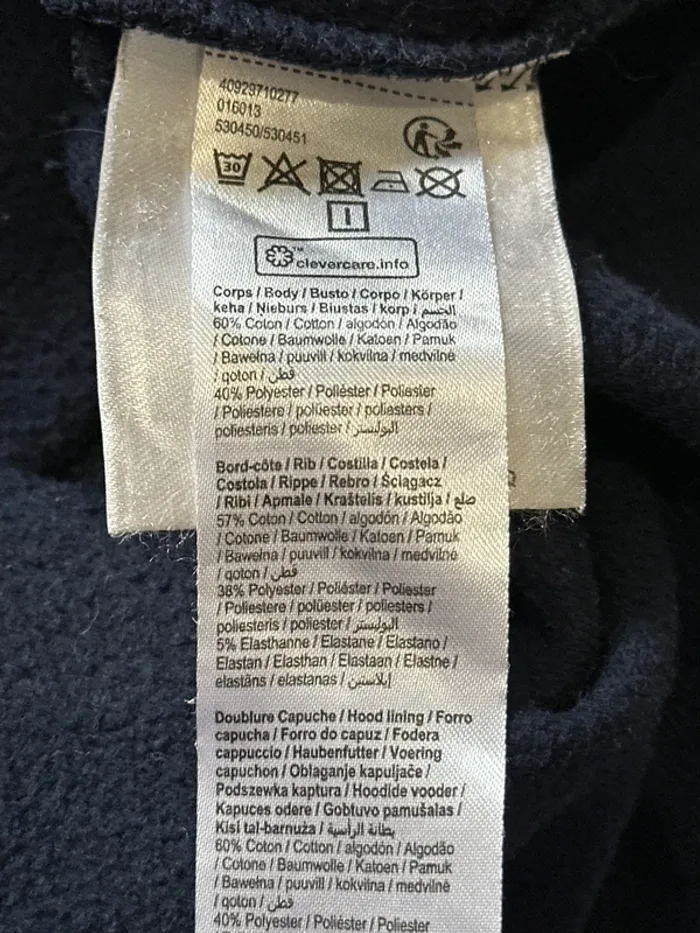 40929710277
016013
530450/530451
30
clevercare.info
Corps / Body / Busto / Corpo / Körper /
keha / Nieburs / Biustas / korp / الجسم
60% Coton / Cotton / algodón / Algodão
/ Cotone / Baumwolle / Katoen / Pamuk
/ Bawełna / puuvill / kokvilna / medvilnė
/ qoton / قطن
40% Polyester / Poliéster / Poliester
/ Poliestere / polüester / poliesters /
poliesteris / poliester / البوليستر
Bord-côte / Rib / Costilla / Costela /
Costola / Rippe / Rebro / Ściągacz
/ Ribi / Apmale / Kraštelis / kustilja / ضلع
57% Coton / Cotton / algodón / Algodão
/ Cotone / Baumwolle / Katoen / Pamuk
/ Bawełna / puuvill / kokvilna / medvilnė
/ qoton / قطن
38% Polyester / Poliéster / Poliester
/ Poliestere / polüester / poliesters /
poliesteris / poliester / البوليستر
5% Elasthanne / Elastane / Elastano /
Elastan / Elasthan / Elastaan / Elastne /
elastāns / elastanas / إيلاستين
Doublure Capuche / Hood lining / Forro
capucha / Forro do capuz / Fodera
cappuccio / Haubenfutter / Voering
capuchon / Oblaganje kapuljače /
Podszewka kaptura / Hoodide vooder /
Kapuces odere / Gobtuvo pamušalas /
Kisi tal-barnuża / بطانة الرأسية
60% Coton / Cotton / algodón / Algodão
/ Cotone / Baumwolle / Katoen / Pamuk
/ Bawełna / puuvill / kokvilna / medvilnė
/ qoton / قطن
40% Polyester / Poliéster / Poliester